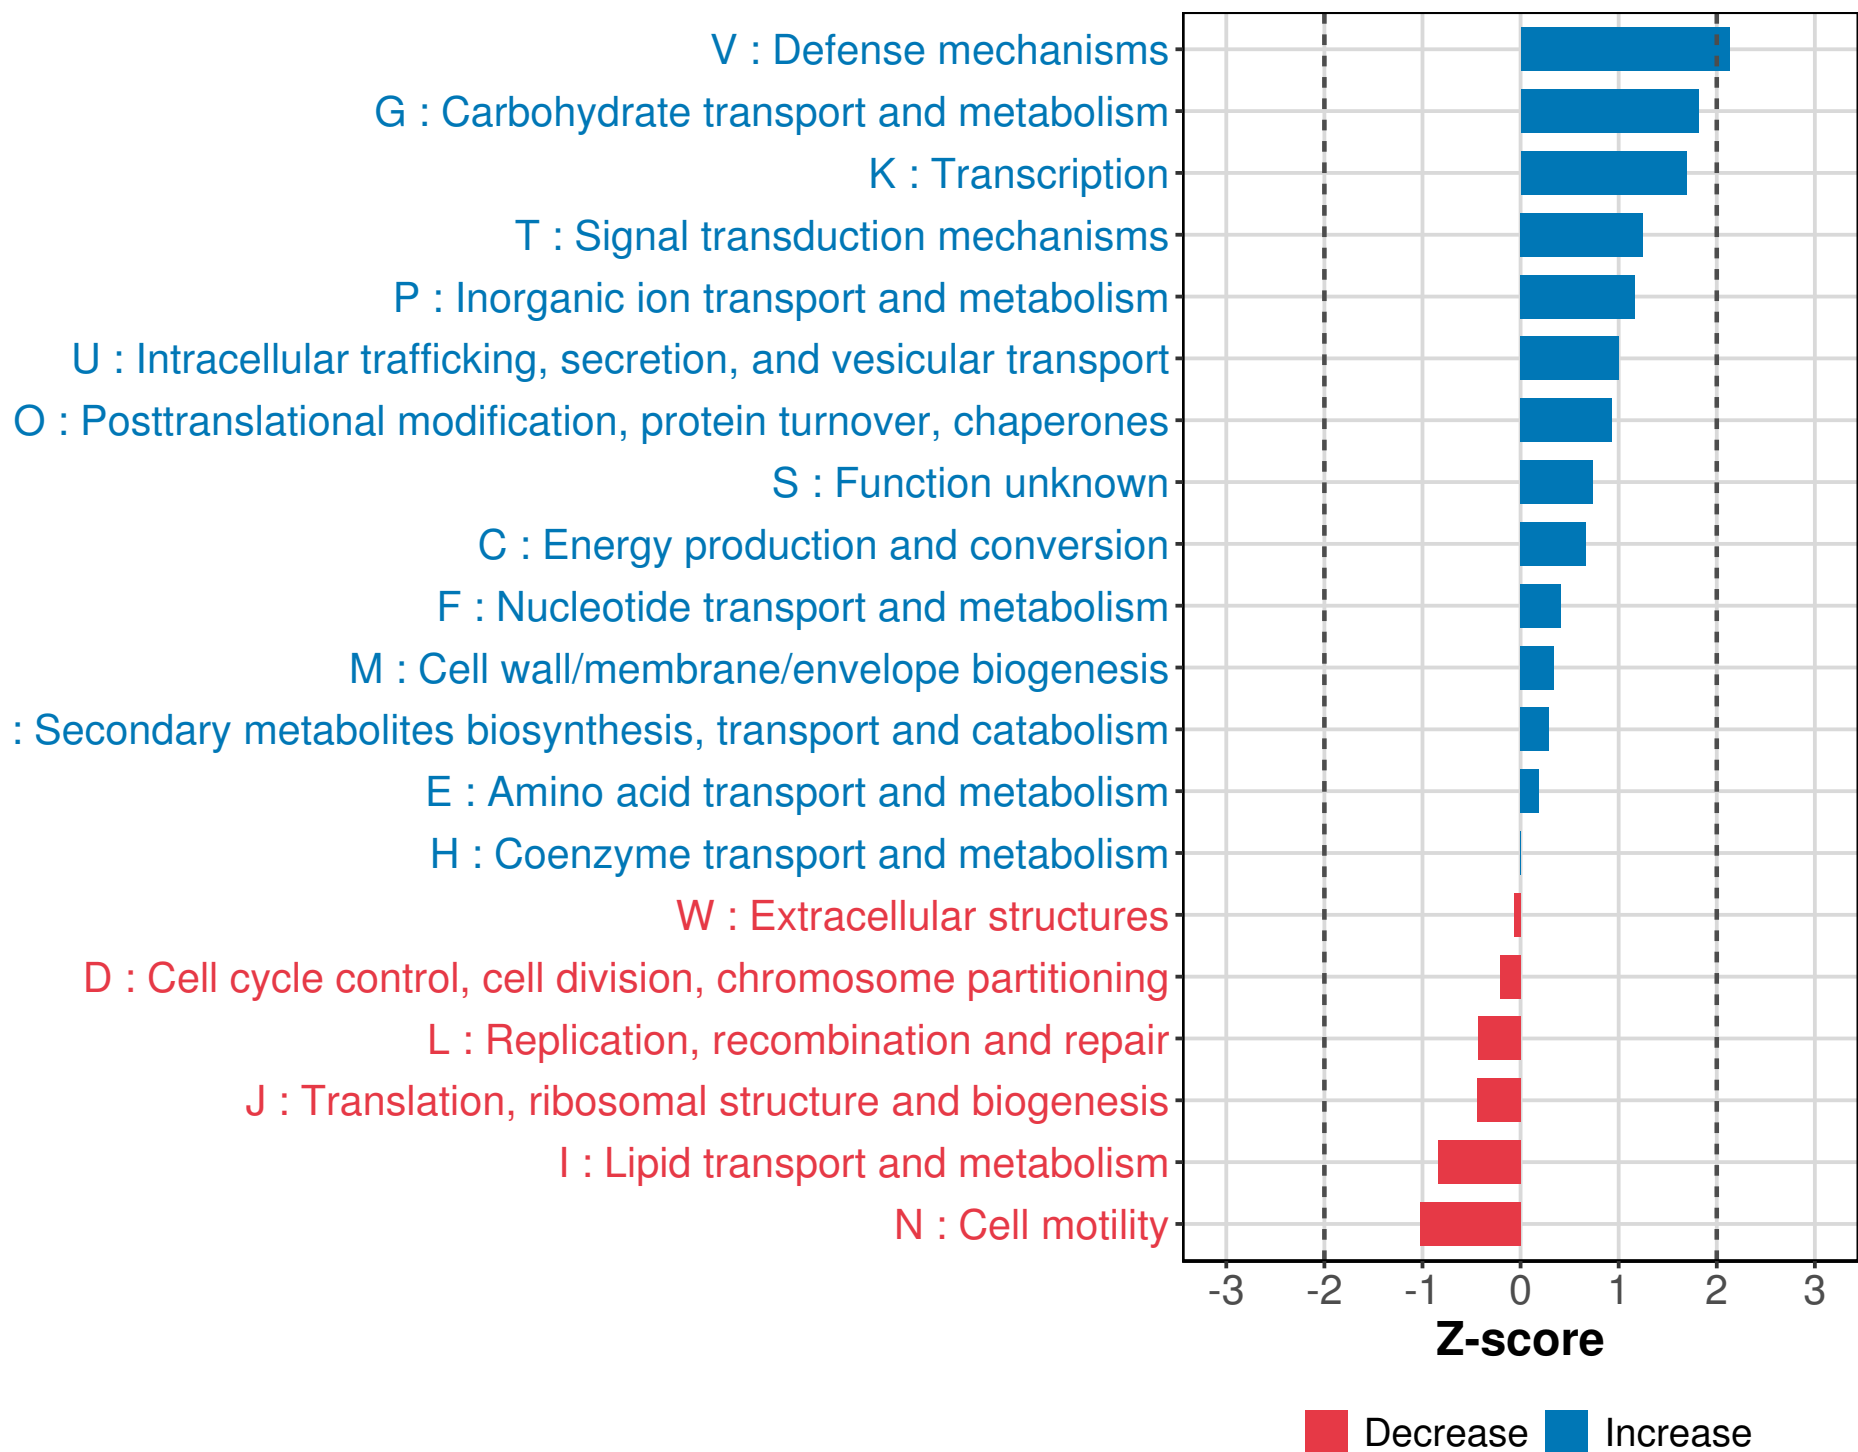 V : Defense mechanisms
G : Carbohydrate transport and metabolism
K : Transcription
T : Signal transduction mechanisms
P : Inorganic ion transport and metabolism
U : Intracellular trafficking, secretion, and vesicular transport
O : Posttranslational modification, protein turnover, chaperones
S : Function unknown
C : Energy production and conversion
F : Nucleotide transport and metabolism
M : Cell wall/membrane/envelope biogenesis
: Secondary metabolites biosynthesis, transport and catabolism
E : Amino acid transport and metabolism
H : Coenzyme transport and metabolism
W : Extracellular structures
D : Cell cycle control, cell division, chromosome partitioning
L : Replication, recombination and repair
J : Translation, ribosomal structure and biogenesis
I : Lipid transport and metabolism
N : Cell motility
-3 -2 -1 0 1 2 3
Z-score
Decrease Increase